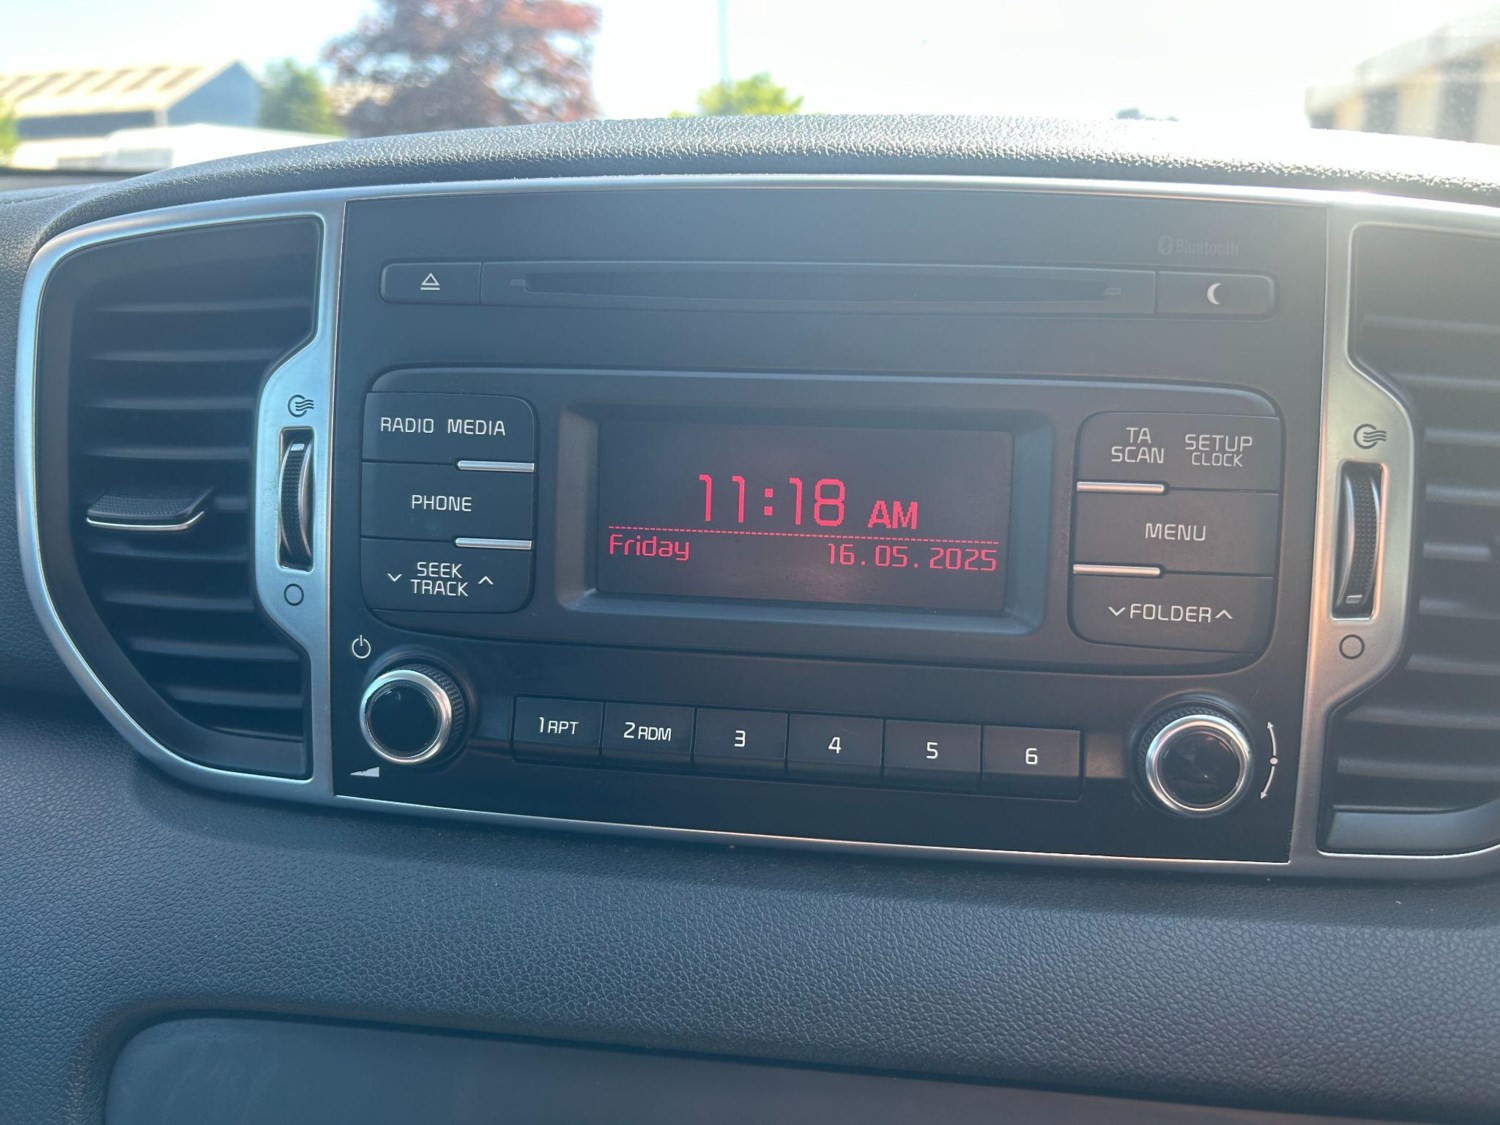 Bluetooth
RADIO MEDIA
PHONE
SEEK
TRACK
11:18 AM
Friday 16.05.2025
TA
SCAN
SETUP
CLOCK
MENU
FOLDER
1 RPT 2 RDM 3 4 5 6